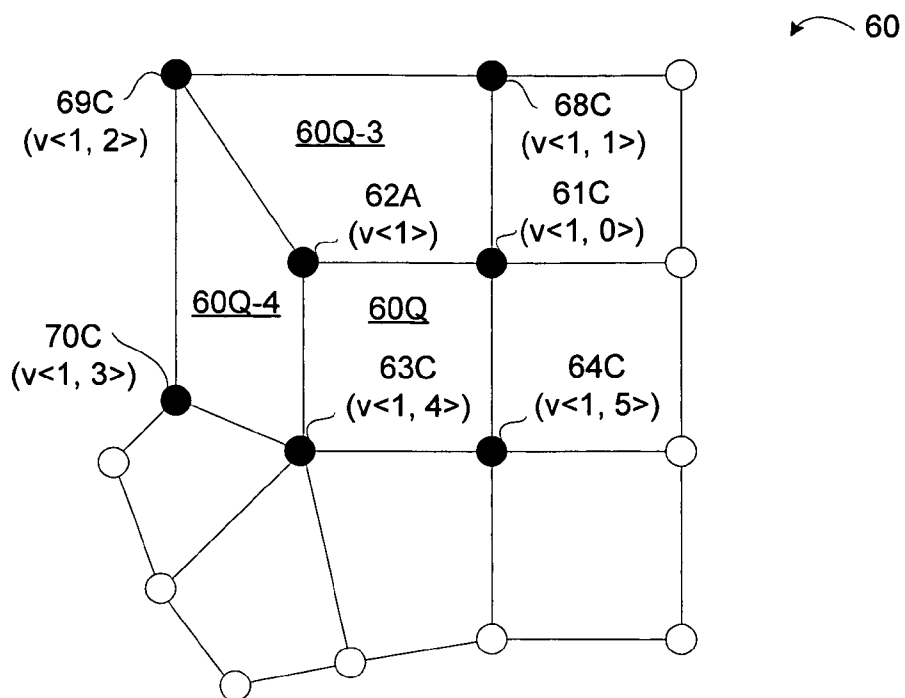 60
69C
(v<1, 2>)
68C
(v<1, 1>)
60Q-3
62A
(v<1>)
61C
(v<1, 0>)
60Q-4
60Q
70C
(v<1, 3>)
63C
(v<1, 4>)
64C
(v<1, 5>)